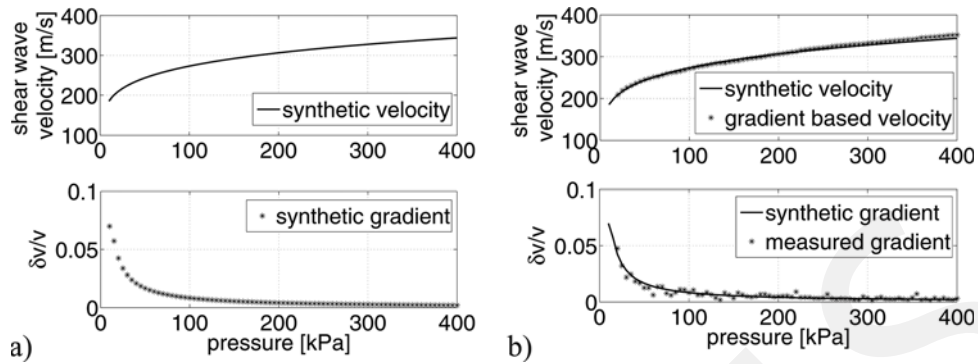 shear wave
velocity [m/s]
400
300
200
100
synthetic velocity
0 100 200 300 400
δv/v
0.1
0.05
0
synthetic gradient
0 100 200 300 400
pressure [kPa]
a)
shear wave
velocity [m/s]
400
300
200
100
synthetic velocity
gradient based velocity
0 100 200 300 400
δv/v
0.1
0.05
0
synthetic gradient
measured gradient
0 100 200 300 400
pressure [kPa]
b)